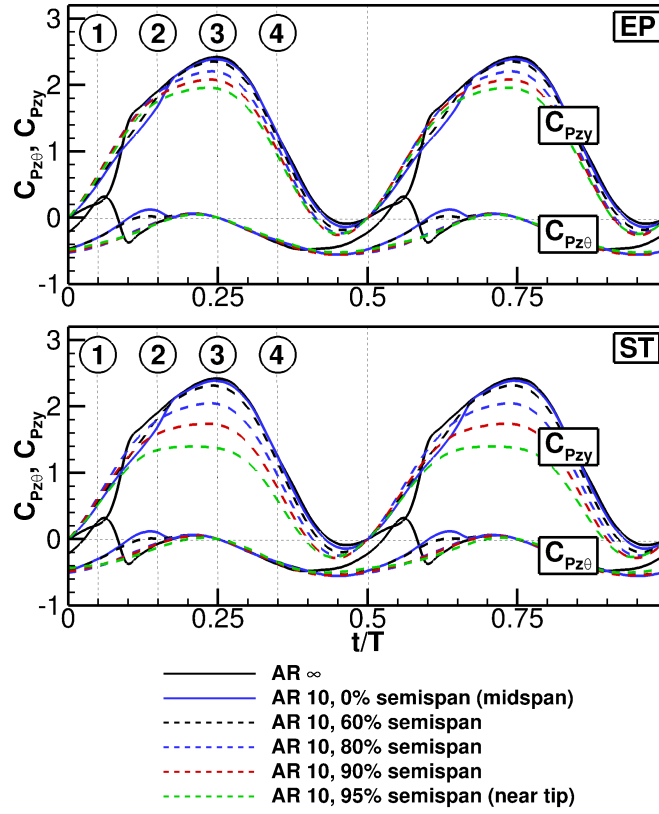 3
1 2 3 4
EP
2
C_Pzθ, C_Pzy
C_Pzy
1
0
C_Pzθ
-1
0 0.25 0.5 0.75
3
1 2 3 4
ST
2
C_Pzθ, C_Pzy
C_Pzy
1
0
C_Pzθ
-1
0 0.25 0.5 0.75
t/T
AR ∞
AR 10, 0% semispan (midspan)
AR 10, 60% semispan
AR 10, 80% semispan
AR 10, 90% semispan
AR 10, 95% semispan (near tip)